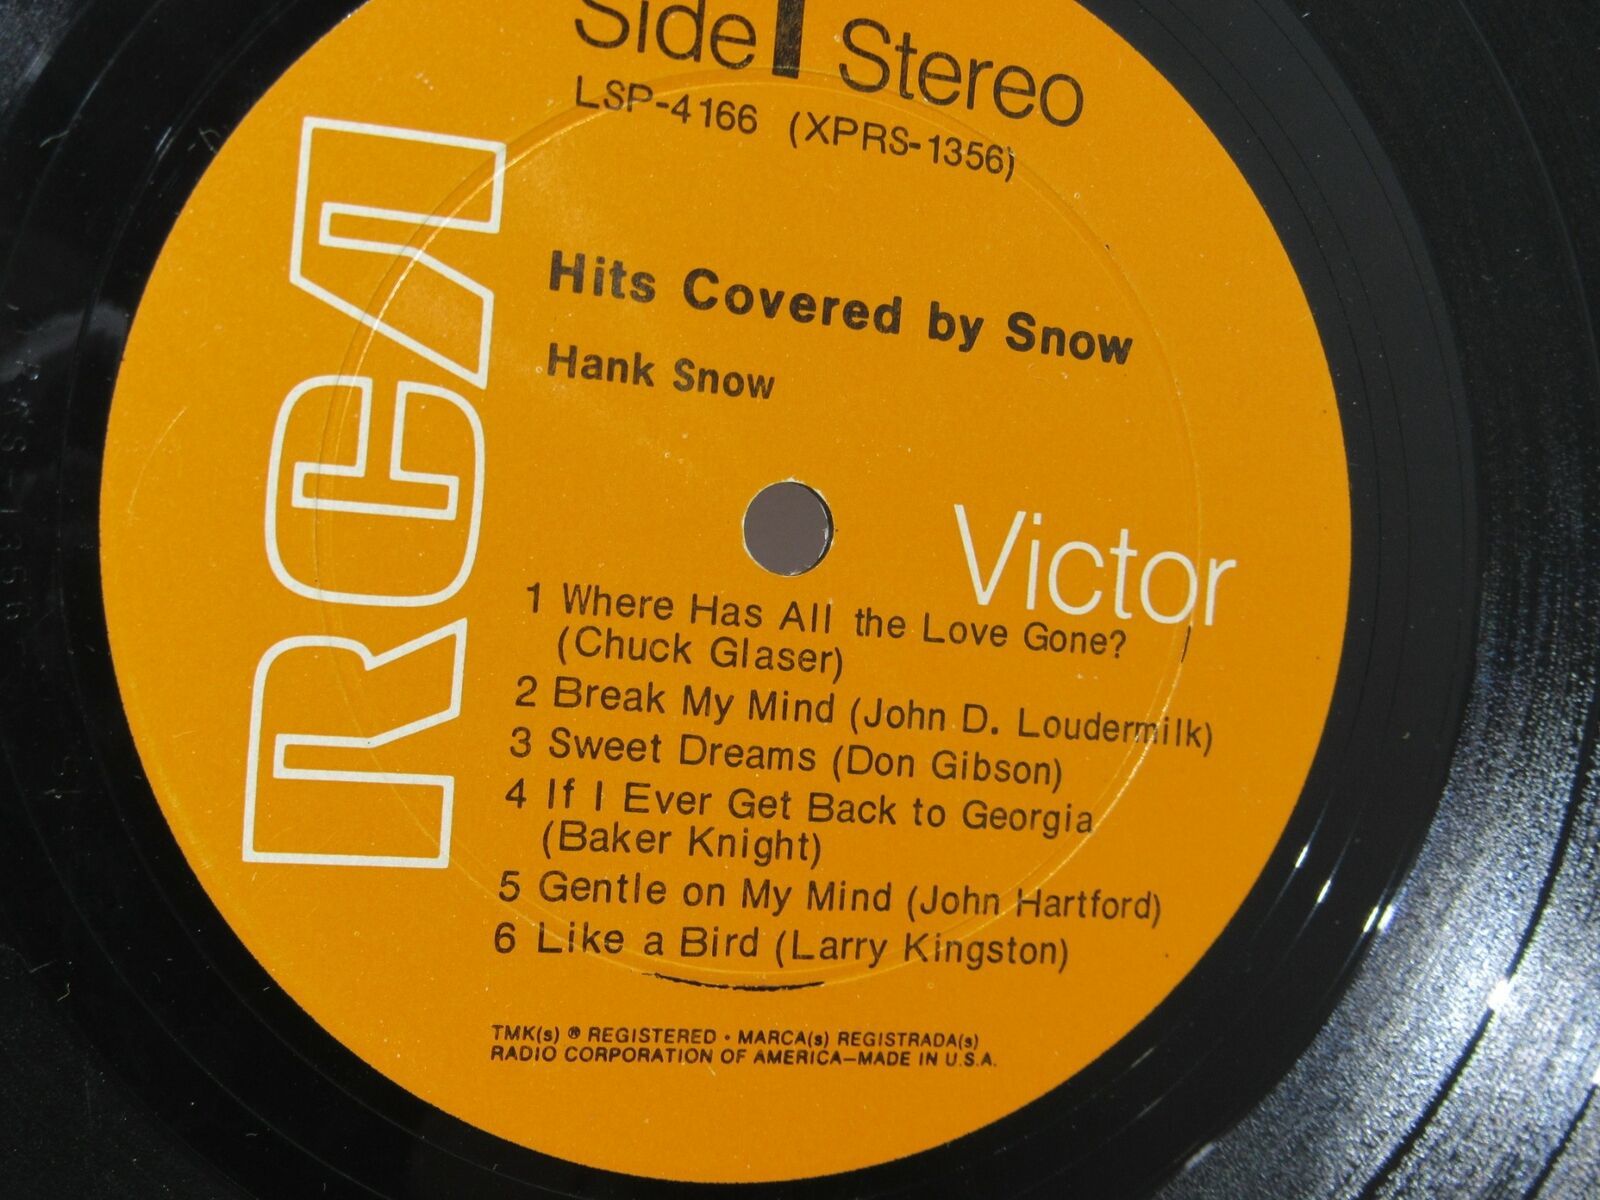 Side 1 Stereo
LSP-4166 (XPRS-1356)
Hits Covered by Snow
Hank Snow
RCA
Victor
1 Where Has All the Love Gone?
(Chuck Glaser)
2 Break My Mind (John D. Loudermilk)
3 Sweet Dreams (Don Gibson)
4 If I Ever Get Back to Georgia
(Baker Knight)
5 Gentle on My Mind (John Hartford)
6 Like a Bird (Larry Kingston)
TMK(s) ® REGISTERED • MARCA(s) REGISTRADA(s)
RADIO CORPORATION OF AMERICA—MADE IN U.S.A.